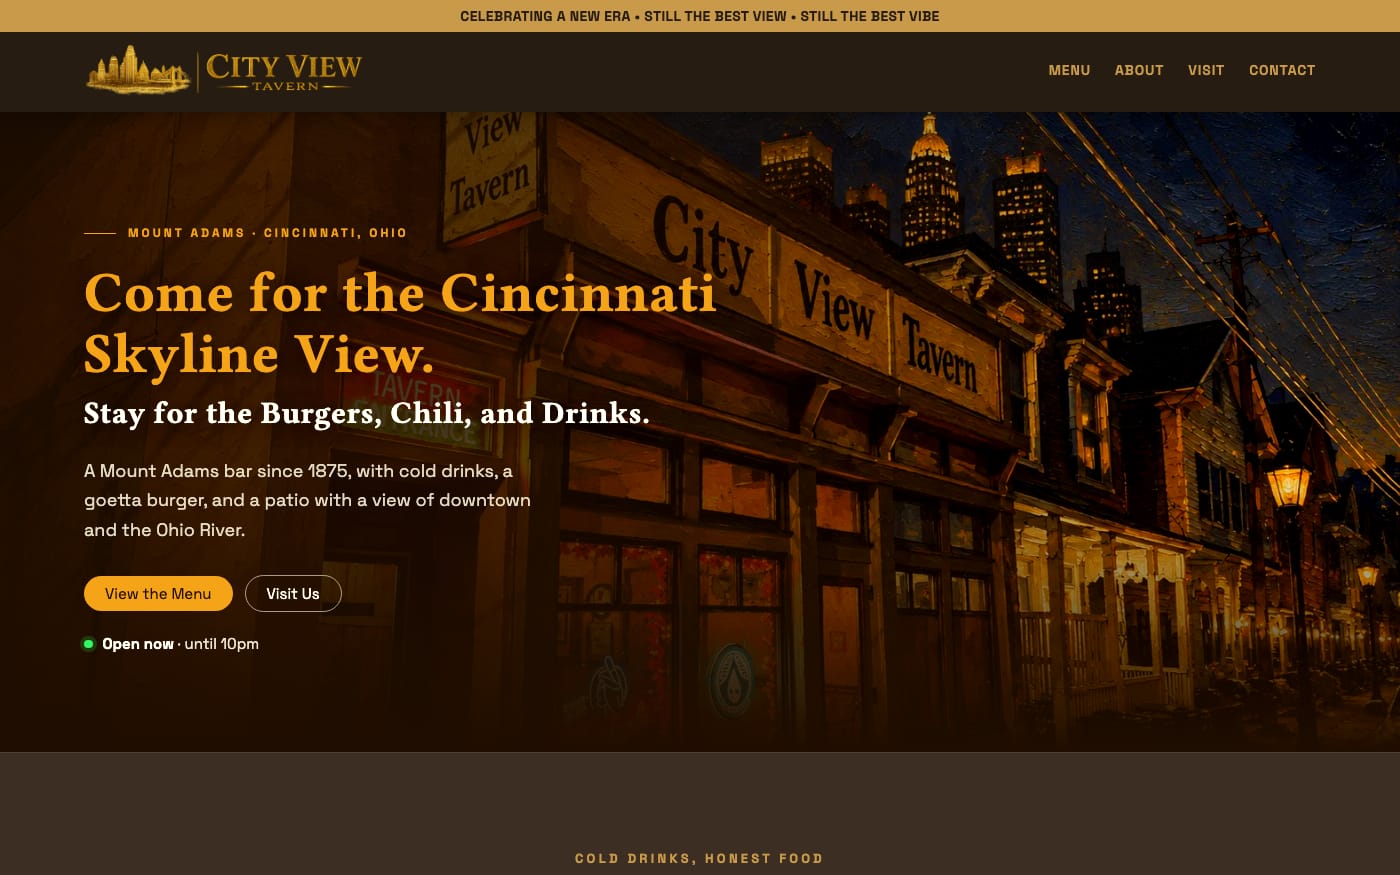 CELEBRATING A NEW ERA • STILL THE BEST VIEW • STILL THE BEST VIBE
CITY VIEW
TAVERN
MENU ABOUT VISIT CONTACT
View
Tavern
City View Tavern
MOUNT ADAMS · CINCINNATI, OHIO
Come for the Cincinnati
Skyline View.
TAVERN
ENTRANCE
Stay for the Burgers, Chili, and Drinks.
A Mount Adams bar since 1875, with cold drinks, a
goetta burger, and a patio with a view of downtown
and the Ohio River.
View the Menu
Visit Us
Open now · until 10pm
COLD DRINKS, HONEST FOOD